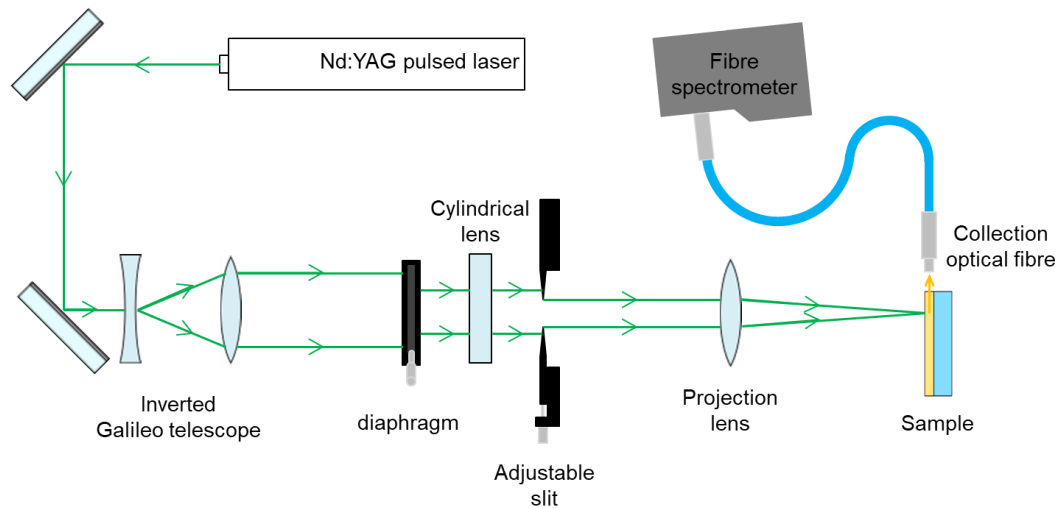 Nd:YAG pulsed laser
Fibre
spectrometer
Cylindrical
lens
Collection
optical fibre
Inverted
Galileo telescope
diaphragm
Adjustable
slit
Projection
lens
Sample